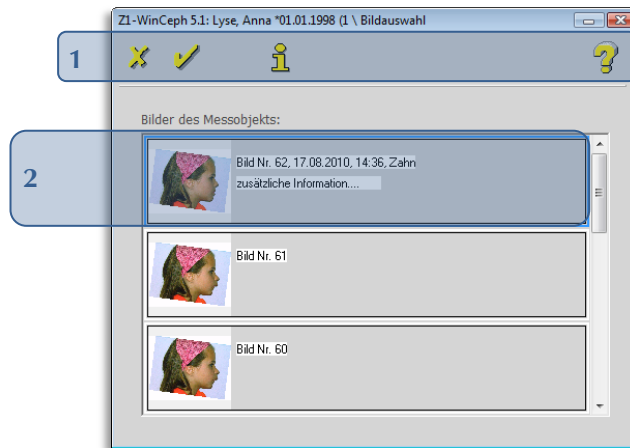 Z1-WinCeph 5.1: Lyse, Anna *01.01.1998 (1 \ Bildauswahl
1
Bilder des Messobjekts:
2
Bild Nr. 62, 17.08.2010, 14:36, Zahn
zusätzliche Information....
Bild Nr. 61
Bild Nr. 60